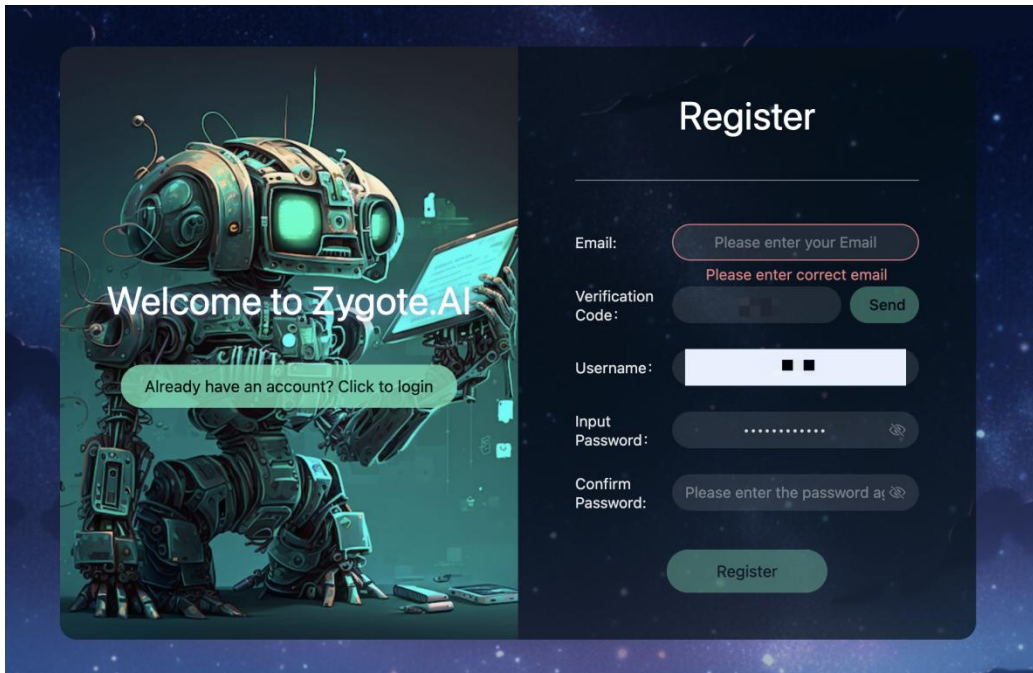 Welcome to Zygote.AI
Already have an account? Click to login
Register
Email:
Please enter your Email
Please enter correct email
Verification
Code：
Send
Username：
Input
Password：
Confirm
Password:
Please enter the password ag
Register